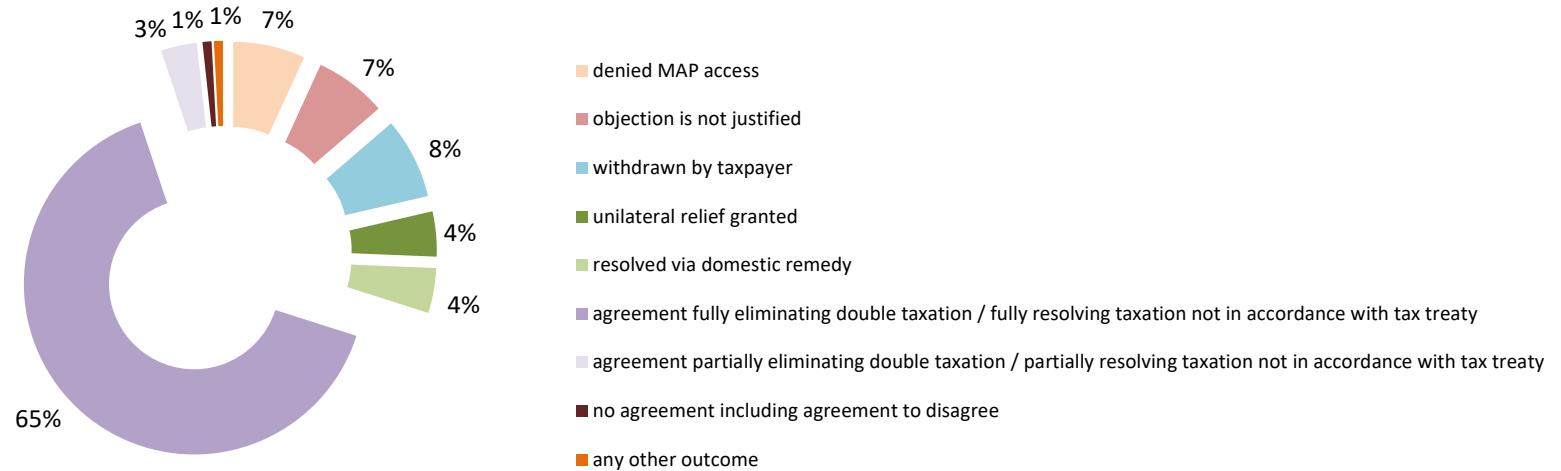 3%
1%
1%
7%
7%
8%
4%
4%
65%
denied MAP access
objection is not justified
withdrawn by taxpayer
unilateral relief granted
resolved via domestic remedy
agreement fully eliminating double taxation / fully resolving taxation not in accordance with tax treaty
agreement partially eliminating double taxation / partially resolving taxation not in accordance with tax treaty
no agreement including agreement to disagree
any other outcome